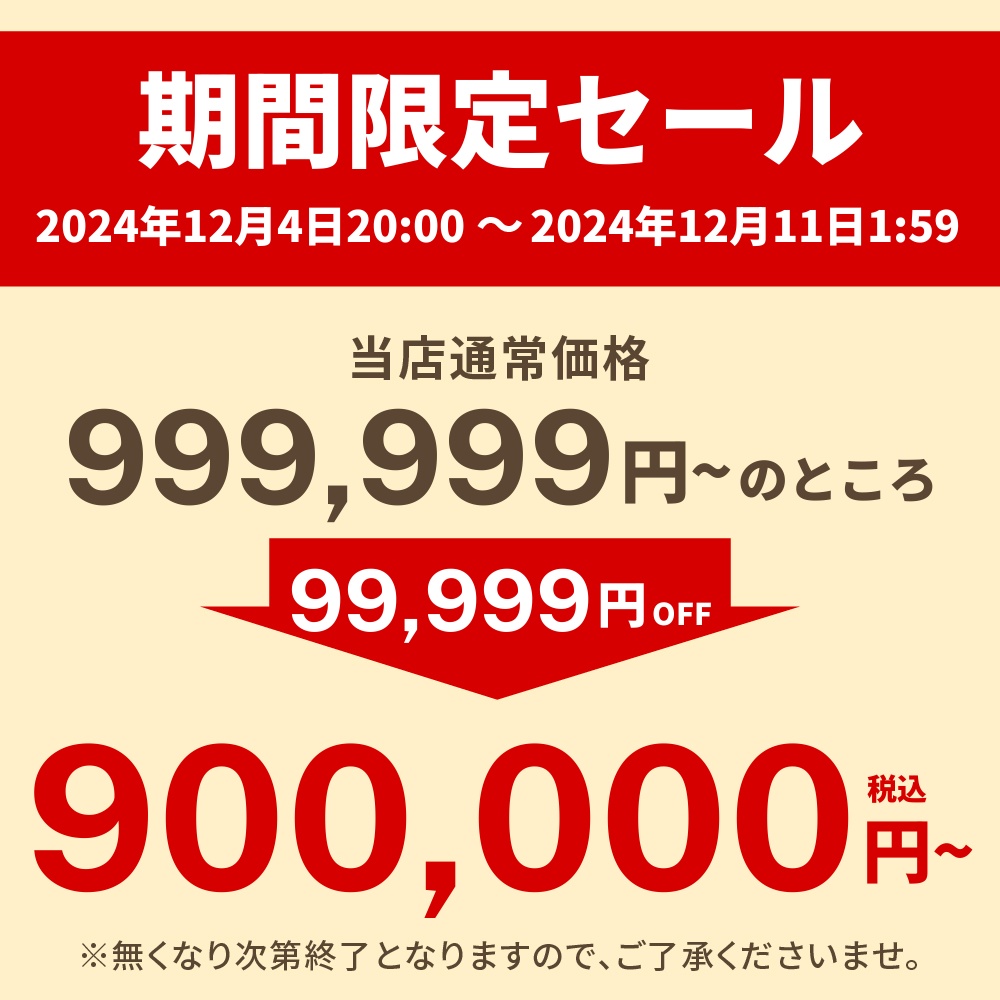 期間限定セール
2024年12月4日20:00 ～ 2024年12月11日1:59
当店通常価格
999,999円~のところ
99,999円OFF
900,000税込円~
※無くなり次第終了となりますので、ご了承くださいませ。